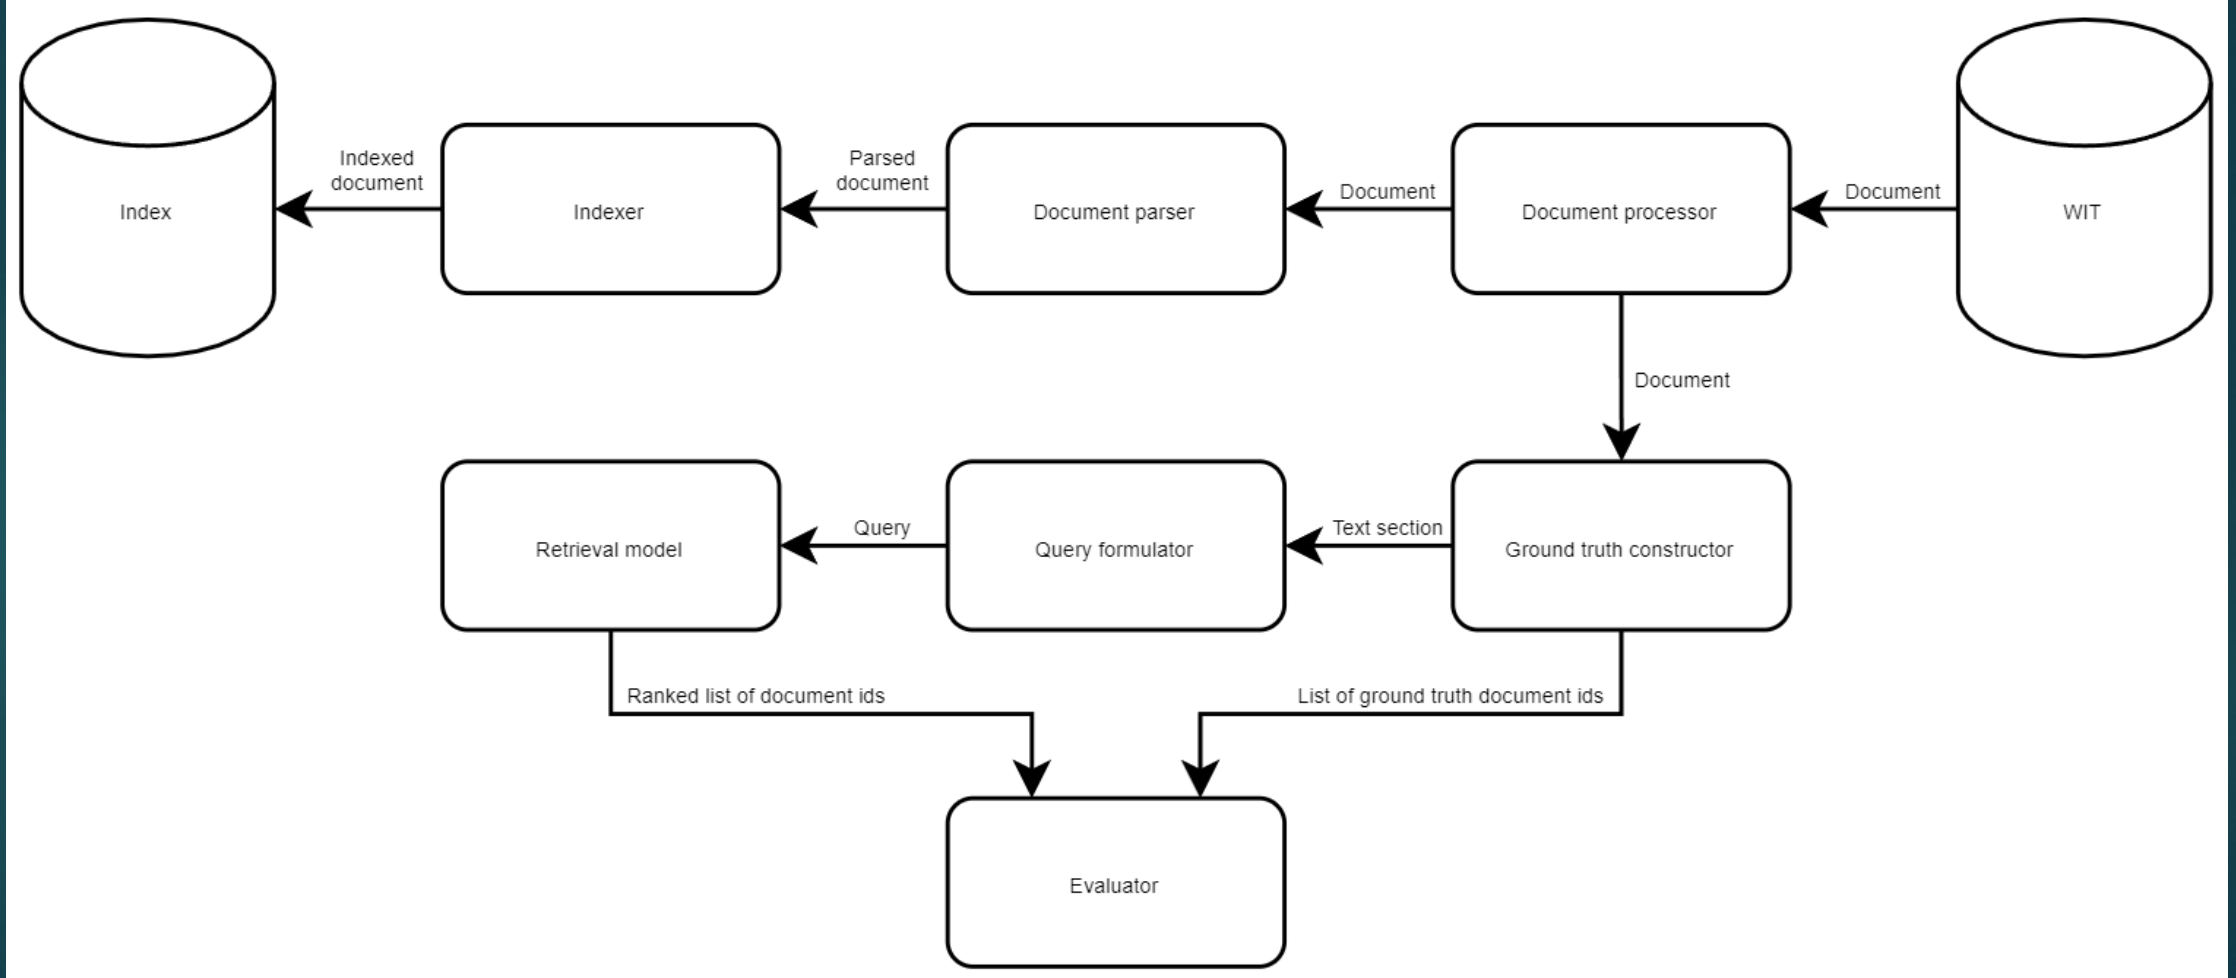 Indexed
document
Parsed
document
Document
Document
Index
Indexer
Document parser
Document processor
WIT
Document
Query
Text section
Retrieval model
Query formulator
Ground truth constructor
Ranked list of document ids
List of ground truth document ids
Evaluator